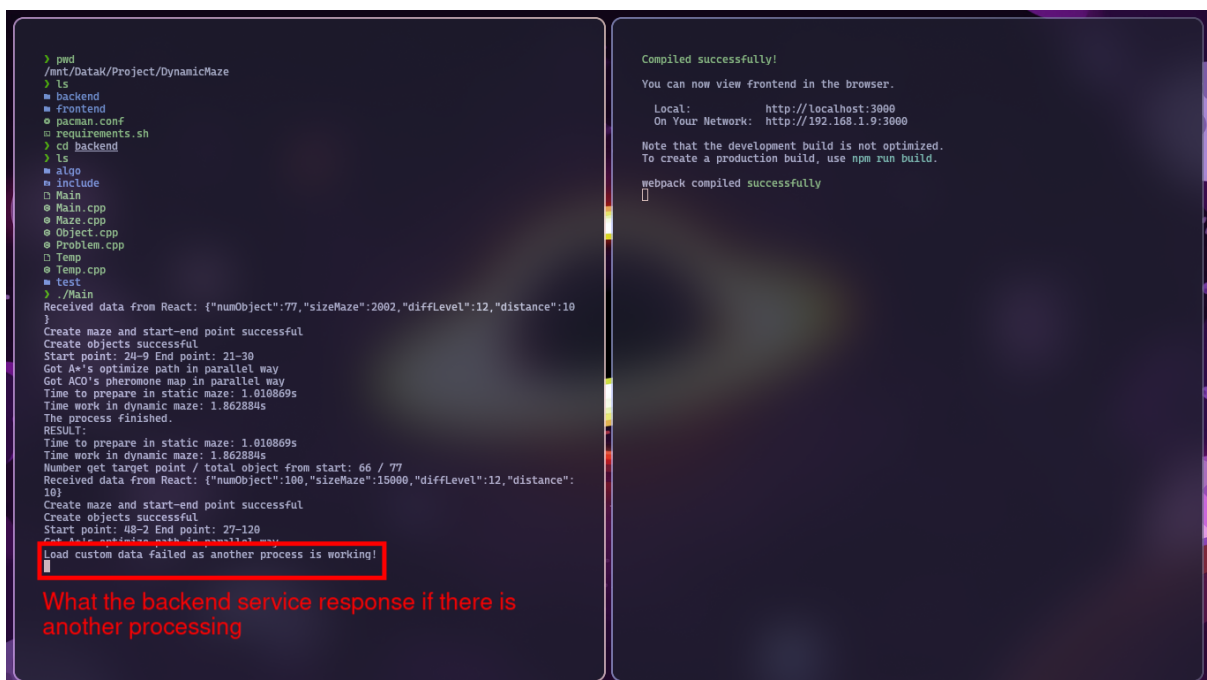 ❯ pwd
/mnt/DataK/Project/DynamicMaze
❯ ls
backend
frontend
pacman.conf
requirements.sh
❯ cd backend
❯ ls
algo
include
Main
Main.cpp
Maze.cpp
Object.cpp
Problem.cpp
Temp
Temp.cpp
test
❯ ./Main
Received data from React: {"numObject":77,"sizeMaze":2002,"diffLevel":12,"distance":10
}
Create maze and start-end point successful
Create objects successful
Start point: 24-9 End point: 21-30
Got A*'s optimize path in parallel way
Got ACO's pheromone map in parallel way
Time to prepare in static maze: 1.010869s
Time work in dynamic maze: 1.862884s
The process finished.
RESULT:
Time to prepare in static maze: 1.010869s
Time work in dynamic maze: 1.862884s
Number get target point / total object from start: 66 / 77
Received data from React: {"numObject":100,"sizeMaze":15000,"diffLevel":12,"distance":
10}
Create maze and start-end point successful
Create objects successful
Start point: 48-2 End point: 27-120
Got A*'s optimize path in parallel way
Load custom data failed as another process is working!
What the backend service response if there is
another processing
Compiled successfully!
You can now view frontend in the browser.
Local: http://localhost:3000
On Your Network: http://192.168.1.9:3000
Note that the development build is not optimized.
To create a production build, use npm run build.
webpack compiled successfully